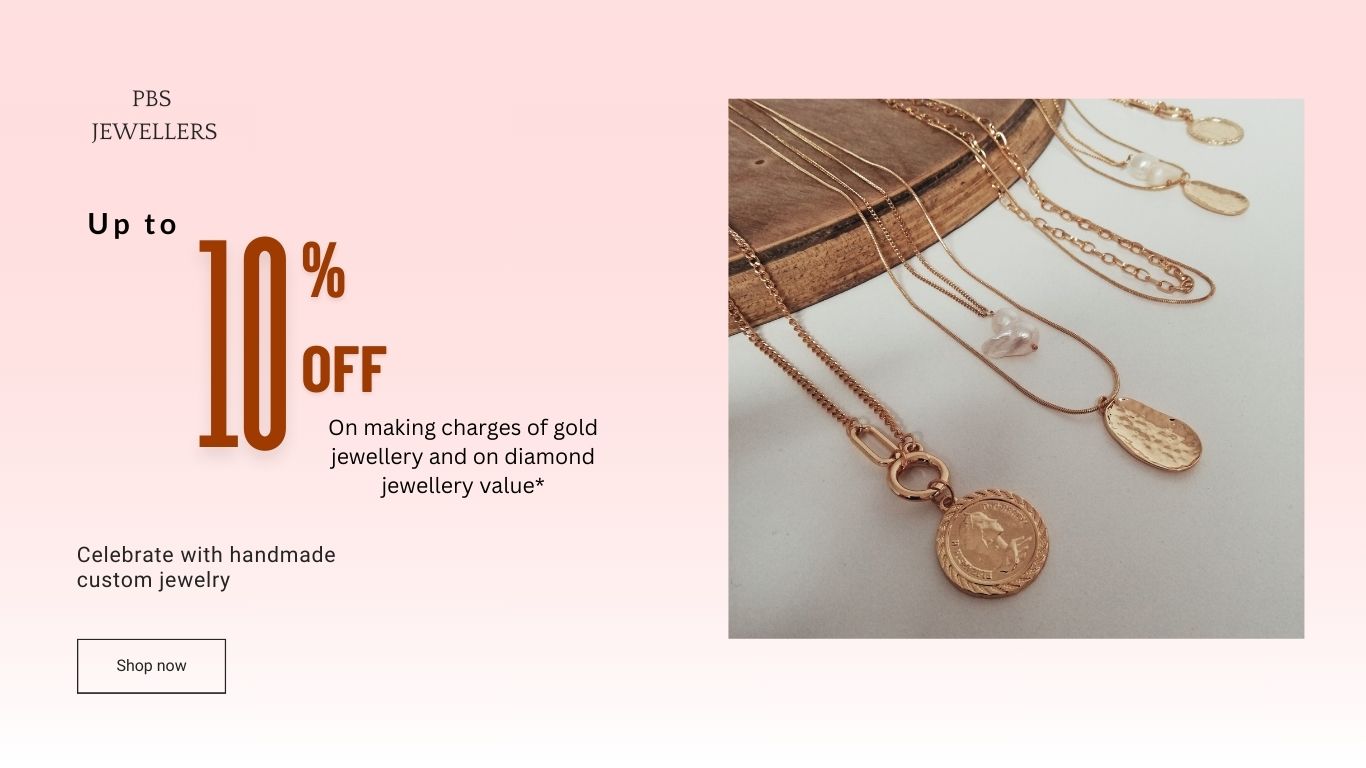 PBS
JEWELLERS
Up to
10 %
OFF
On making charges of gold
jewellery and on diamond
jewellery value*
Celebrate with handmade
custom jewelry
Shop now